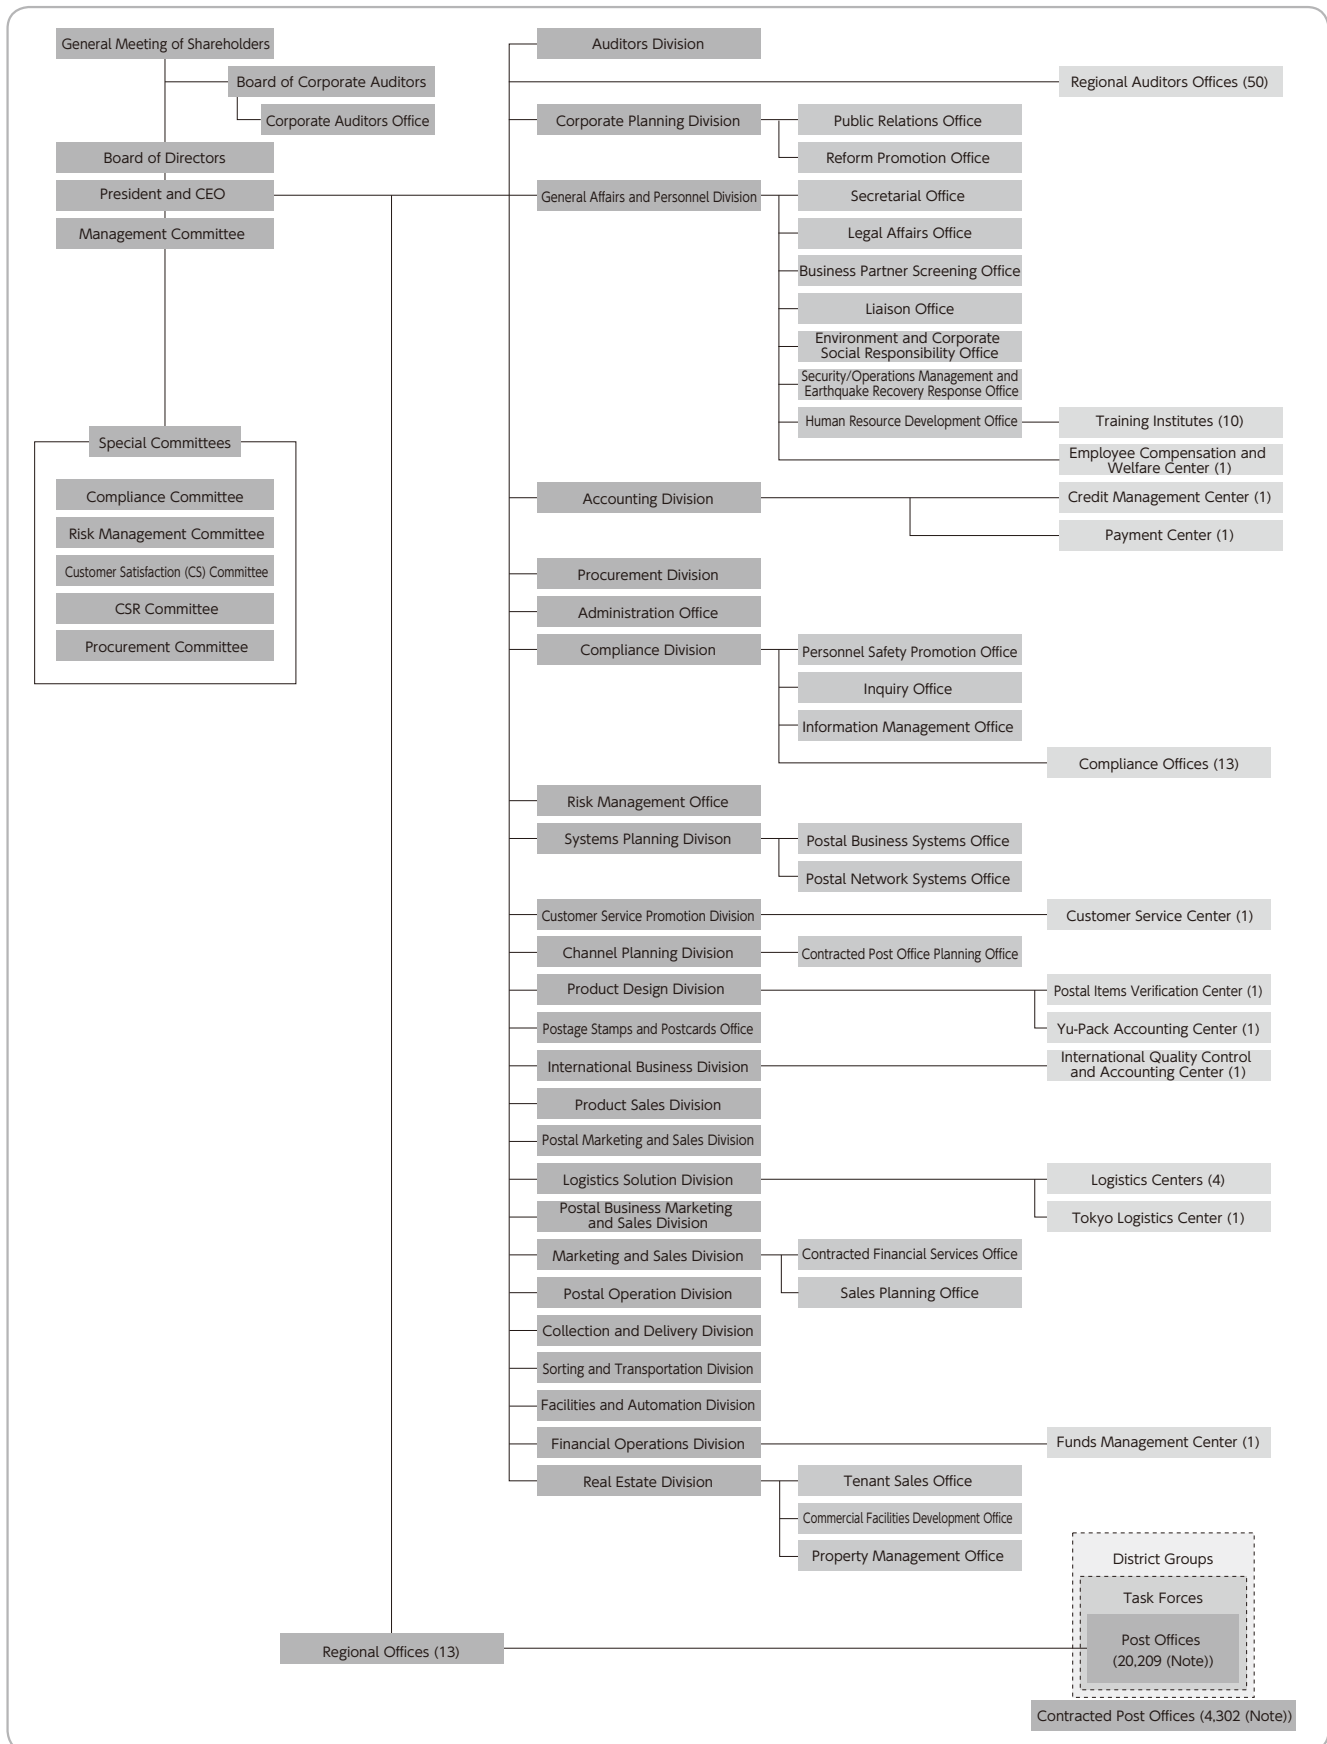 General Meeting of Shareholders
Board of Corporate Auditors
Corporate Auditors Office
Board of Directors
President and CEO
Management Committee
Special Committees
Compliance Committee
Risk Management Committee
Customer Satisfaction (CS) Committee
CSR Committee
Procurement Committee
Auditors Division
Regional Auditors Offices (50)
Corporate Planning Division
Public Relations Office
Reform Promotion Office
General Affairs and Personnel Division
Secretarial Office
Legal Affairs Office
Business Partner Screening Office
Liaison Office
Environment and Corporate
Social Responsibility Office
Security/Operations Management and
Earthquake Recovery Response Office
Human Resource Development Office
Training Institutes (10)
Employee Compensation and
Welfare Center (1)
Accounting Division
Credit Management Center (1)
Payment Center (1)
Procurement Division
Administration Office
Compliance Division
Personnel Safety Promotion Office
Inquiry Office
Information Management Office
Compliance Offices (13)
Risk Management Office
Systems Planning Divison
Postal Business Systems Office
Postal Network Systems Office
Customer Service Promotion Division
Customer Service Center (1)
Channel Planning Division
Contracted Post Office Planning Office
Product Design Division
Postal Items Verification Center (1)
Yu-Pack Accounting Center (1)
Postage Stamps and Postcards Office
International Business Division
International Quality Control
and Accounting Center (1)
Product Sales Division
Postal Marketing and Sales Division
Logistics Solution Division
Logistics Centers (4)
Tokyo Logistics Center (1)
Postal Business Marketing
and Sales Division
Marketing and Sales Division
Contracted Financial Services Office
Sales Planning Office
Postal Operation Division
Collection and Delivery Division
Sorting and Transportation Division
Facilities and Automation Division
Financial Operations Division
Funds Management Center (1)
Real Estate Division
Tenant Sales Office
Commercial Facilities Development Office
Property Management Office
Regional Offices (13)
District Groups
Task Forces
Post Offices
(20,209 (Note))
Contracted Post Offices (4,302 (Note))